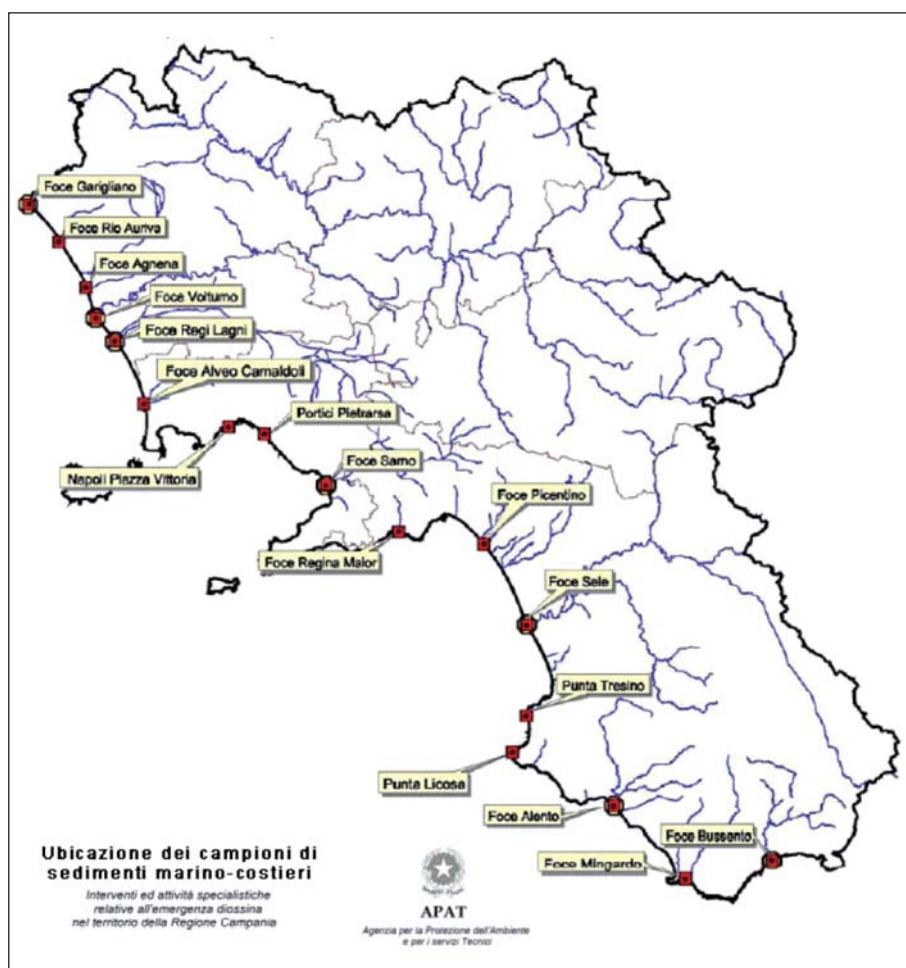 Foce Garigliano
Foce Rio Auriva
Foce Agnena
Foce Volturno
Foce Regi Lagni
Foce Alveo Camaldoli
Portici Pietrarsa
Napoli Piazza Vittoria
Foce Sarno
Foce Picentino
Foce Regina Maior
Foce Sele
Punta Tresino
Punta Licosa
Foce Alento
Foce Bussento
Foce Mingardo
Ubicazione dei campioni di
sedimenti marino-costieri
Interventi ed attività specialistiche
relative all'emergenza diossina
nel territorio della Regione Campania
APAT
Agenzia per la Protezione dell'Ambiente
e per i servizi Tecnici